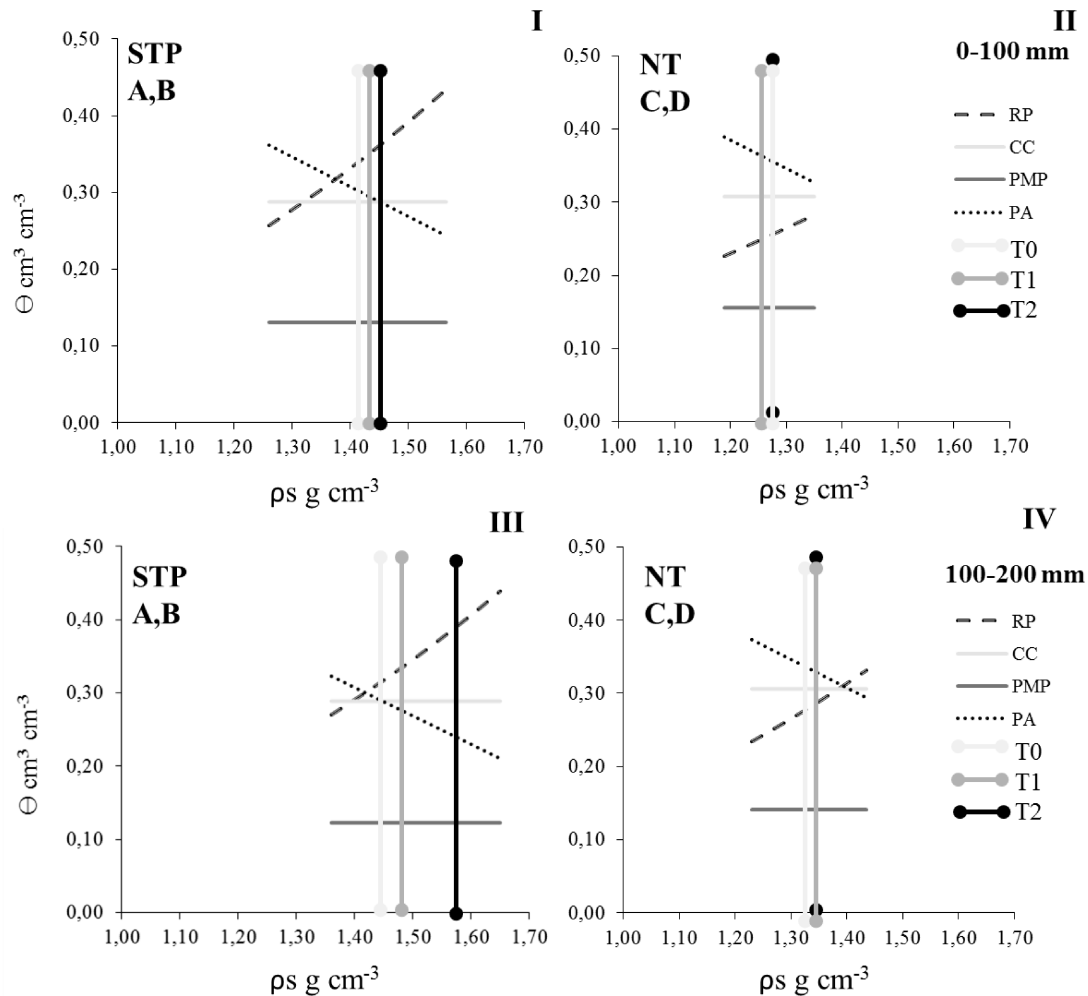 I
STP
A,B
0,50
0,40
0,30
0,20
0,10
0,00
Ө cm³ cm⁻³
1,00 1,10 1,20 1,30 1,40 1,50 1,60 1,70
ρs g cm⁻³
II
NT
C,D
0,50
0,40
0,30
0,20
0,10
0,00
1,00 1,10 1,20 1,30 1,40 1,50 1,60 1,70
ρs g cm⁻³
0-100 mm
RP
CC
PMP
PA
T0
T1
T2
III
STP
A,B
0,50
0,40
0,30
0,20
0,10
0,00
Ө cm³ cm⁻³
1,00 1,10 1,20 1,30 1,40 1,50 1,60 1,70
ρs g cm⁻³
IV
NT
C,D
0,50
0,40
0,30
0,20
0,10
0,00
1,00 1,10 1,20 1,30 1,40 1,50 1,60 1,70
ρs g cm⁻³
100-200 mm
RP
CC
PMP
PA
T0
T1
T2